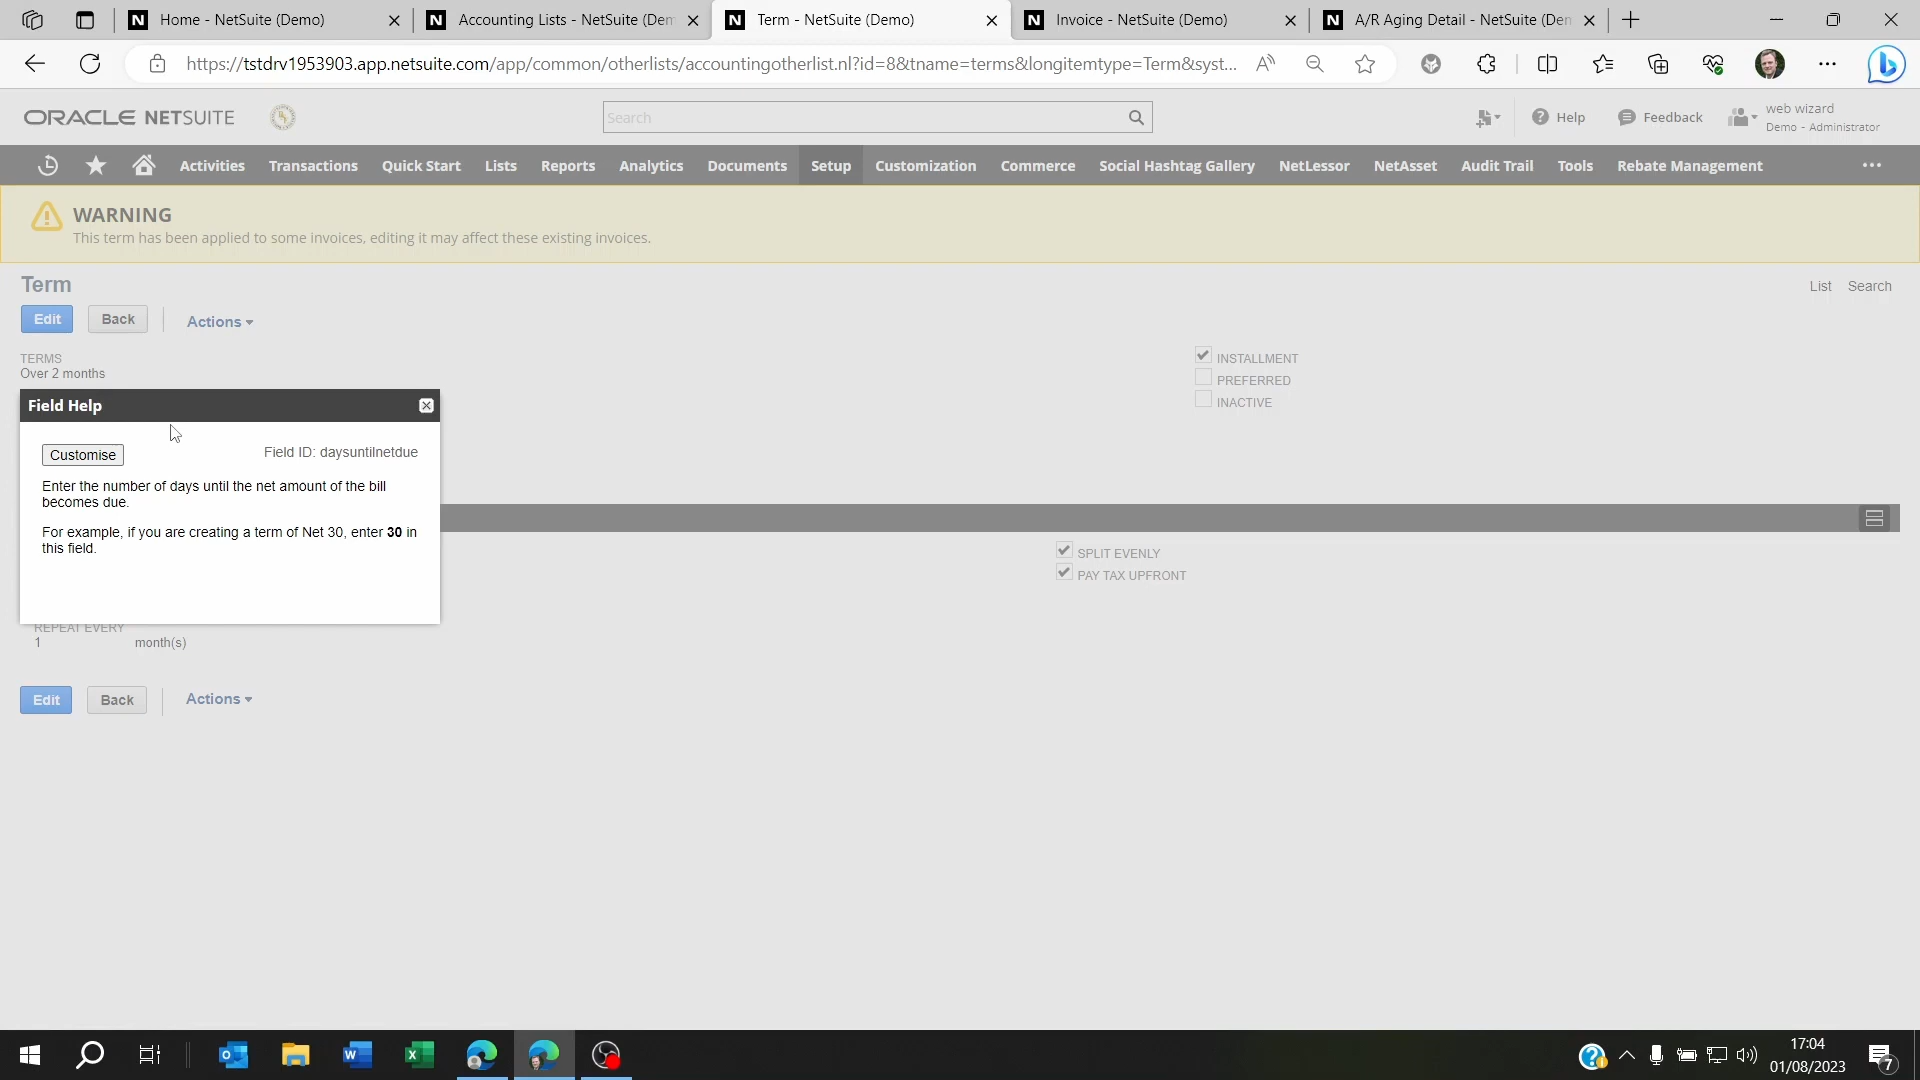 Home - NetSuite (Demo)
Accounting Lists - NetSuite (Dem
Term - NetSuite (Demo)
Invoice - NetSuite (Demo)
A/R Aging Detail - NetSuite (Den
https://tstdrv1953903.app.netsuite.com/app/common/otherlists/accountingotherlist.nl?id=8&tname=terms&longitemtype=Term&syst...
ORACLE NETSUITE
Search
Help
Feedback
web wizard
Demo - Administrator
Activities
Transactions
Quick Start
Lists
Reports
Analytics
Documents
Setup
Customization
Commerce
Social Hashtag Gallery
NetLessor
NetAsset
Audit Trail
Tools
Rebate Management
WARNING
This term has been applied to some invoices, editing it may affect these existing invoices.
Term
List
Search
Edit
Back
Actions
TERMS
Over 2 months
INSTALLMENT
PREFERRED
INACTIVE
Field Help
Customise
Field ID: daysuntilnetdue
Enter the number of days until the net amount of the bill
becomes due.
For example, if you are creating a term of Net 30, enter 30 in
this field.
SPLIT EVENLY
PAY TAX UPFRONT
REPEAT EVERY
1 month(s)
Edit
Back
Actions
17:04
01/08/2023
7